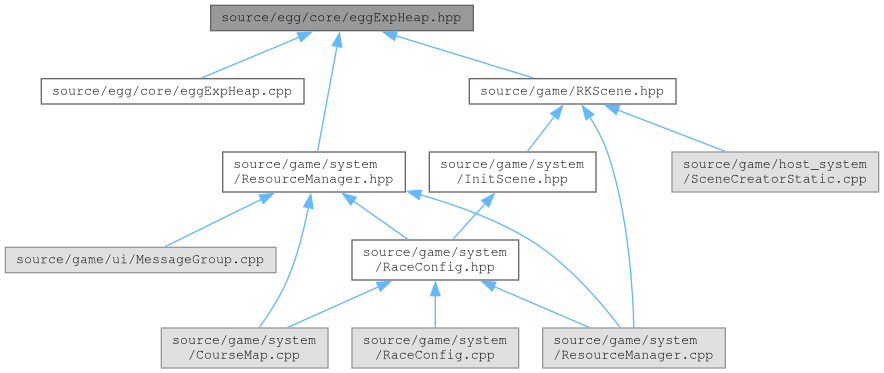 source/egg/core/eggExpHeap.hpp
source/egg/core/eggExpHeap.cpp
source/game/RKScene.hpp
source/game/system
/ResourceManager.hpp
source/game/system
/InitScene.hpp
source/game/host_system
/SceneCreatorStatic.cpp
source/game/ui/MessageGroup.cpp
source/game/system
/RaceConfig.hpp
source/game/system
/CourseMap.cpp
source/game/system
/RaceConfig.cpp
source/game/system
/ResourceManager.cpp